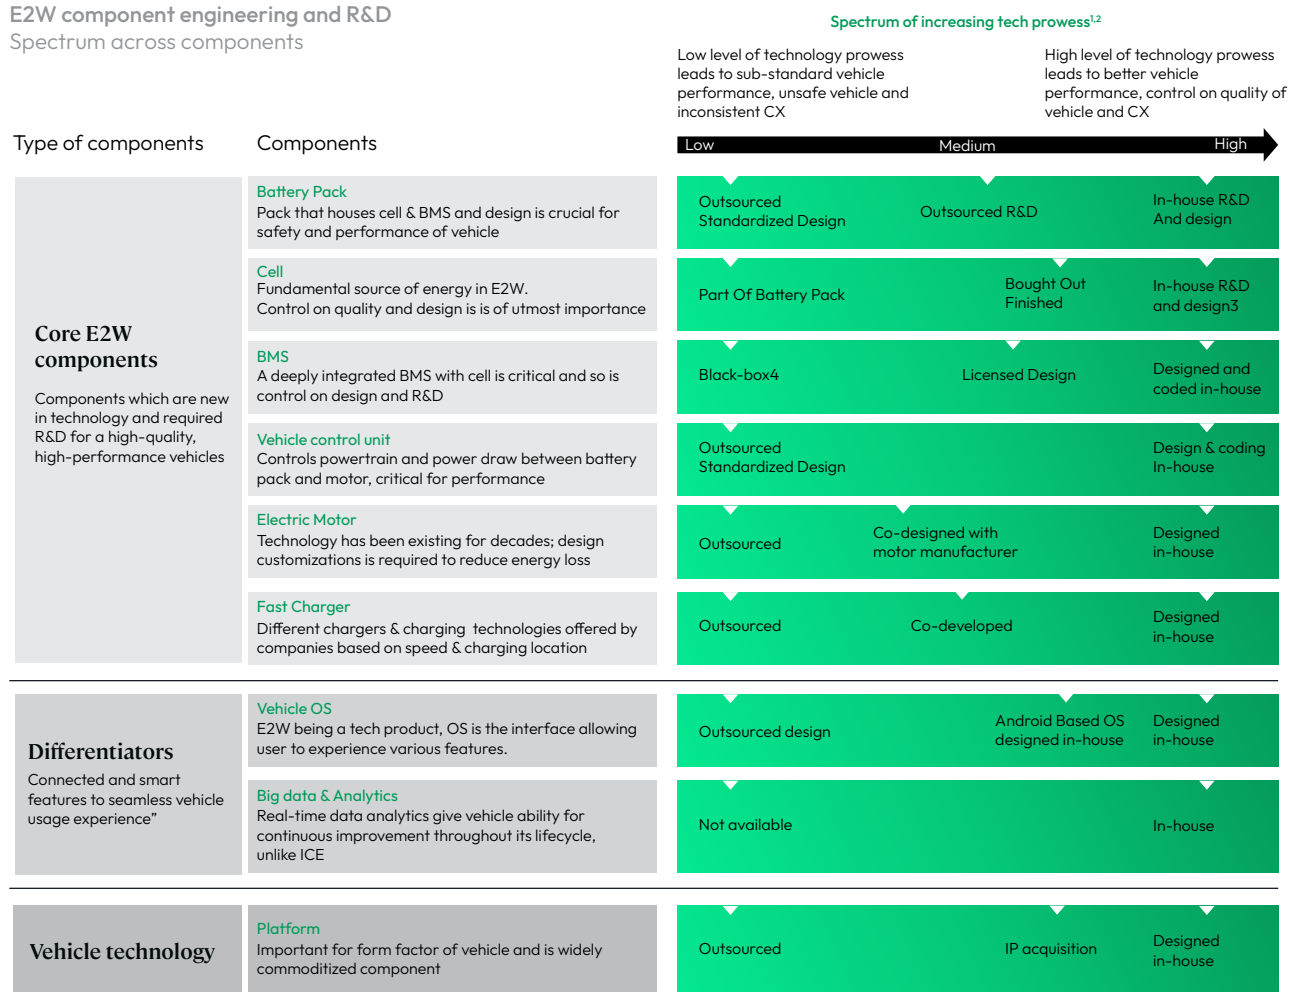 E2W component engineering and R&D
Spectrum across components
Spectrum of increasing tech prowess1,2
Low level of technology prowess
leads to sub-standard vehicle
performance, unsafe vehicle and
inconsistent CX
High level of technology prowess
leads to better vehicle
performance, control on quality of
vehicle and CX
Type of components
Components
Low
Medium
High
Core E2W
components
Components which are new
in technology and required
R&D for a high-quality,
high-performance vehicles
Battery Pack
Pack that houses cell & BMS and design is crucial for
safety and performance of vehicle
Outsourced
Standardized Design
Outsourced R&D
In-house R&D
And design
Cell
Fundamental source of energy in E2W.
Control on quality and design is is of utmost importance
Part Of Battery Pack
Bought Out
Finished
In-house R&D
and design3
BMS
A deeply integrated BMS with cell is critical and so is
control on design and R&D
Black-box4
Licensed Design
Designed and
coded in-house
Vehicle control unit
Controls powertrain and power draw between battery
pack and motor, critical for performance
Outsourced
Standardized Design
Design & coding
In-house
Electric Motor
Technology has been existing for decades; design
customizations is required to reduce energy loss
Outsourced
Co-designed with
motor manufacturer
Designed
in-house
Fast Charger
Different chargers & charging technologies offered by
companies based on speed & charging location
Outsourced
Co-developed
Designed
in-house
Differentiators
Connected and smart
features to seamless vehicle
usage experience”
Vehicle OS
E2W being a tech product, OS is the interface allowing
user to experience various features.
Outsourced design
Android Based OS
designed in-house
Designed
in-house
Big data & Analytics
Real-time data analytics give vehicle ability for
continuous improvement throughout its lifecycle,
unlike ICE
Not available
In-house
Vehicle technology
Platform
Important for form factor of vehicle and is widely
commoditized component
Outsourced
IP acquisition
Designed
in-house